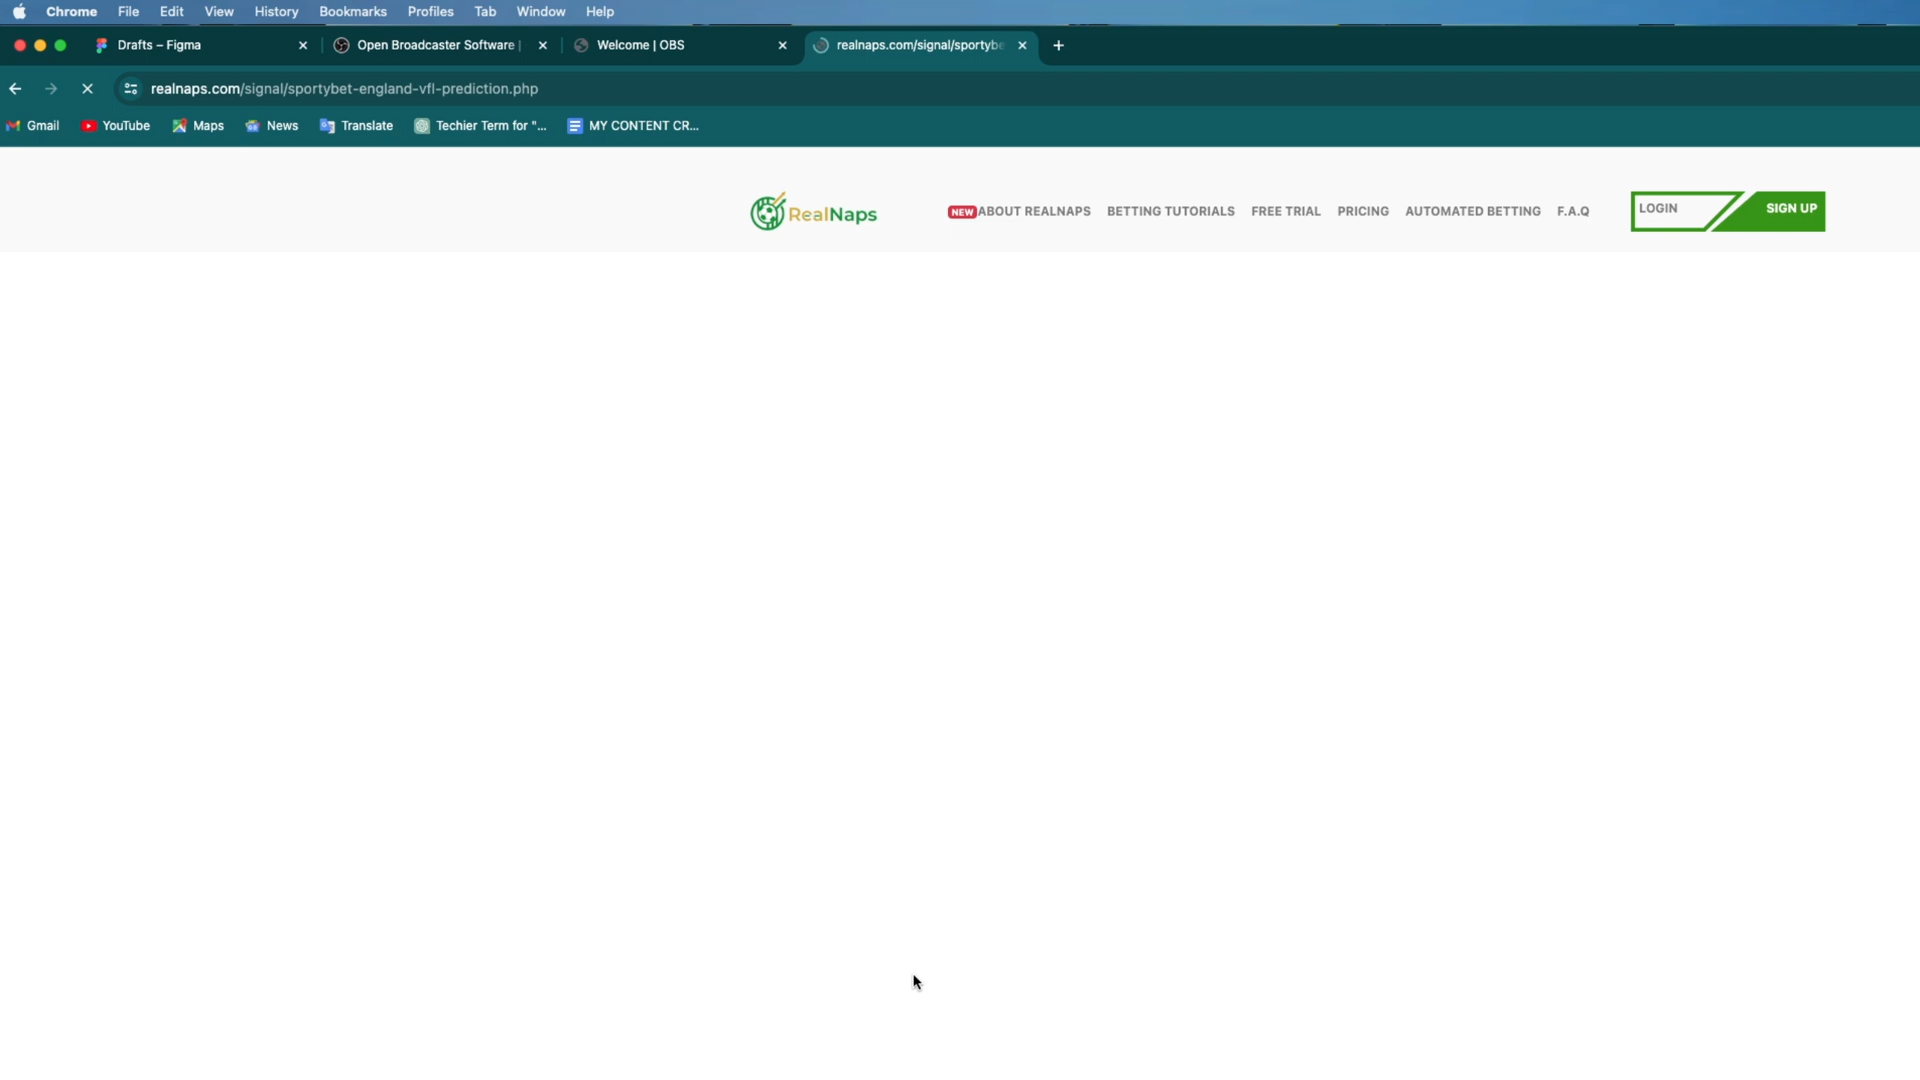 Chrome File Edit View History Bookmarks Profiles Tab Window Help
Drafts – Figma Open Broadcaster Software | Welcome | OBS realnaps.com/signal/sportybe
realnaps.com/signal/sportybet-england-vfl-prediction.php
Gmail YouTube Maps News Translate Techier Term for "... MY CONTENT CR...
RealNaps NEW ABOUT REALNAPS BETTING TUTORIALS FREE TRIAL PRICING AUTOMATED BETTING F.A.Q LOGIN SIGN UP